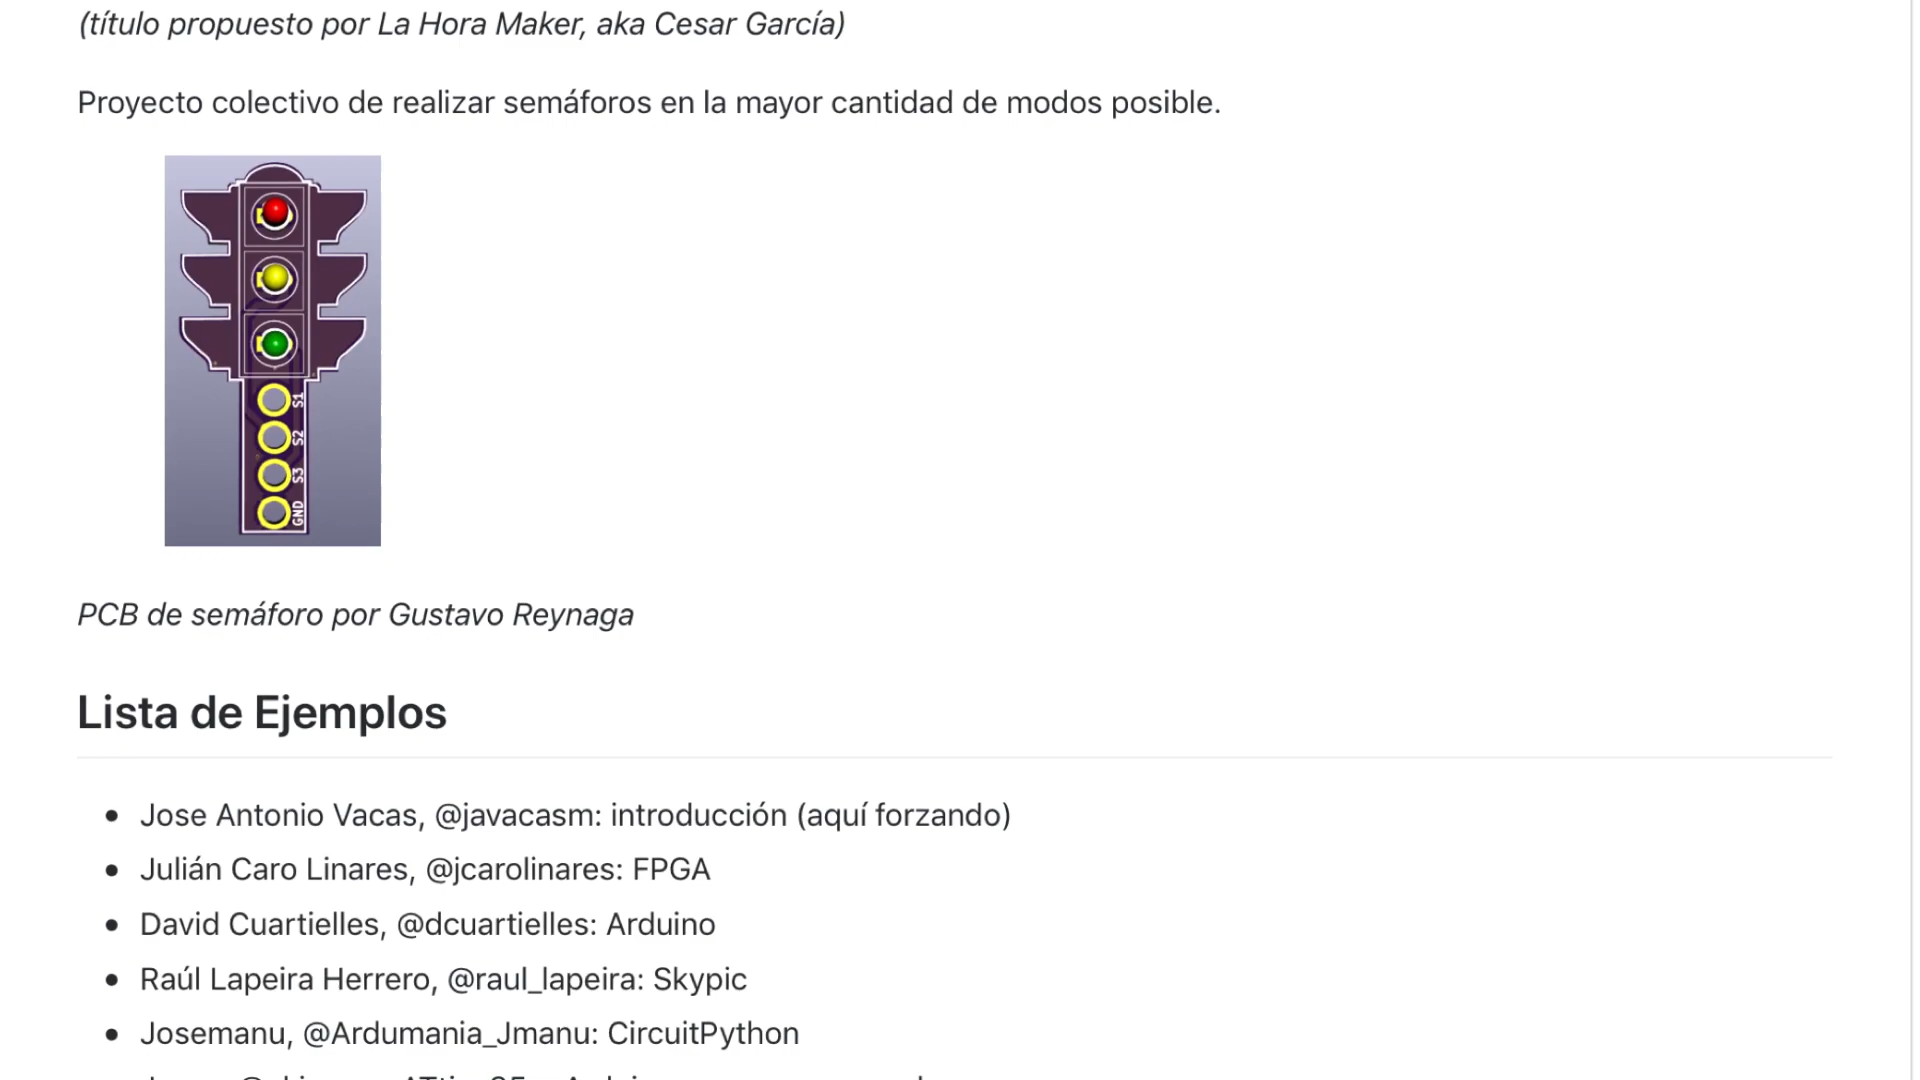 (título propuesto por La Hora Maker, aka Cesar García)
Proyecto colectivo de realizar semáforos en la mayor cantidad de modos posible.
S1
S2
S3
GND
PCB de semáforo por Gustavo Reynaga
Lista de Ejemplos
Jose Antonio Vacas, @javacasm: introducción (aquí forzando)
Julián Caro Linares, @jcarolinares: FPGA
David Cuartielles, @dcuartielles: Arduino
Raúl Lapeira Herrero, @raul_lapeira: Skypic
Josemanu, @Ardumania_Jmanu: CircuitPython